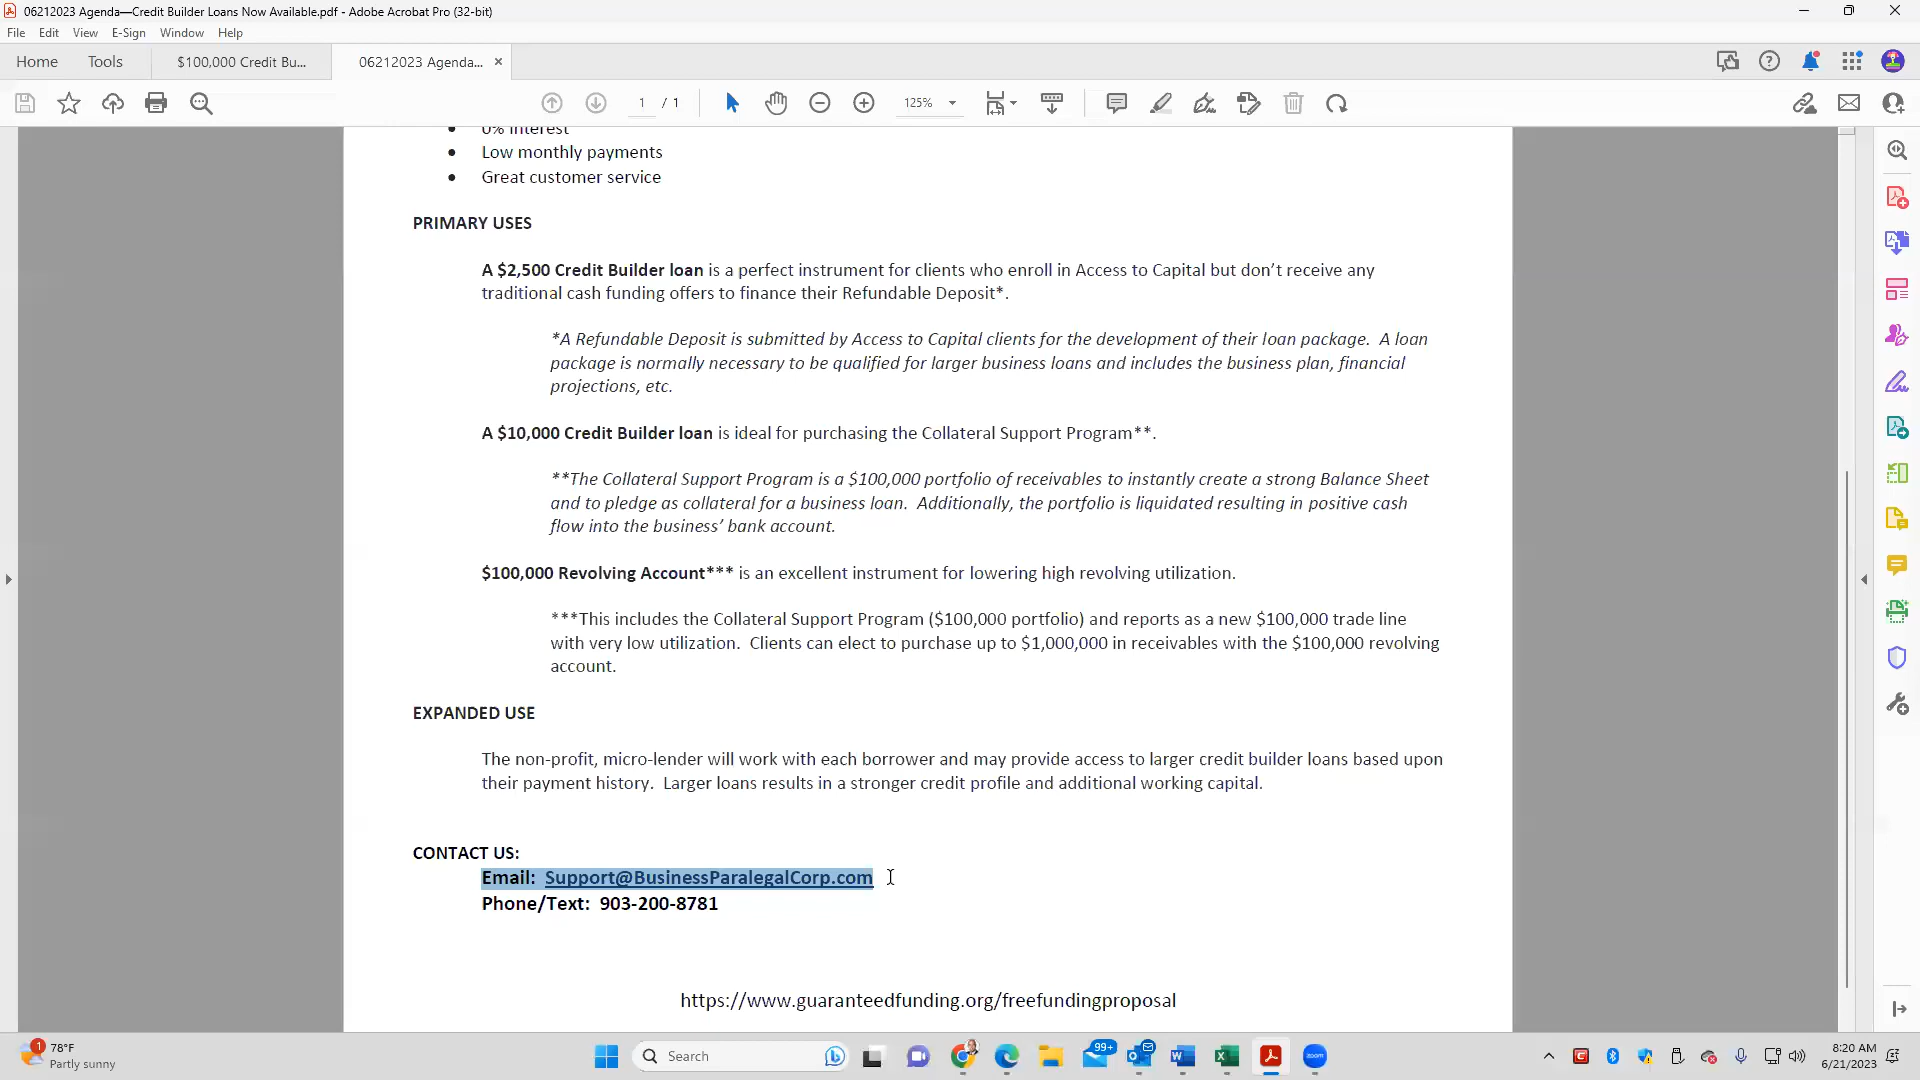 06212023 Agenda—Credit Builder Loans Now Available.pdf - Adobe Acrobat Pro (32-bit)
File Edit View E-Sign Window Help
Home Tools $100,000 Credit Bu... 06212023 Agenda... ×
1 / 1 125%
• 0% interest
• Low monthly payments
• Great customer service
PRIMARY USES
A $2,500 Credit Builder loan is a perfect instrument for clients who enroll in Access to Capital but don’t receive any
traditional cash funding offers to finance their Refundable Deposit*.
*A Refundable Deposit is submitted by Access to Capital clients for the development of their loan package. A loan
package is normally necessary to be qualified for larger business loans and includes the business plan, financial
projections, etc.
A $10,000 Credit Builder loan is ideal for purchasing the Collateral Support Program**.
**The Collateral Support Program is a $100,000 portfolio of receivables to instantly create a strong Balance Sheet
and to pledge as collateral for a business loan. Additionally, the portfolio is liquidated resulting in positive cash
flow into the business’ bank account.
$100,000 Revolving Account*** is an excellent instrument for lowering high revolving utilization.
***This includes the Collateral Support Program ($100,000 portfolio) and reports as a new $100,000 trade line
with very low utilization. Clients can elect to purchase up to $1,000,000 in receivables with the $100,000 revolving
account.
EXPANDED USE
The non-profit, micro-lender will work with each borrower and may provide access to larger credit builder loans based upon
their payment history. Larger loans results in a stronger credit profile and additional working capital.
CONTACT US:
Email: Support@BusinessParalegalCorp.com
Phone/Text: 903-200-8781
https://www.guaranteedfunding.org/freefundingproposal
1 78°F
Partly sunny
Search
99+
zoom
8:20 AM
6/21/2023